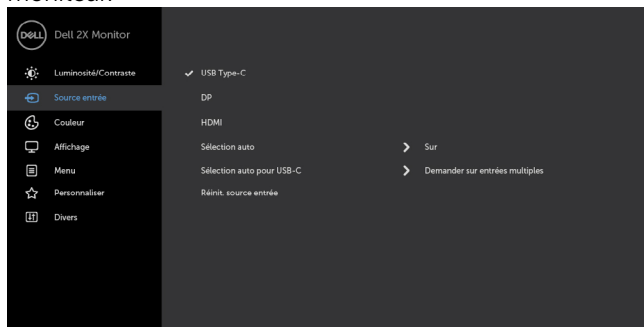 DELL
Dell 2X Monitor
Luminosité/Contraste
Source entrée
Couleur
Affichage
Menu
Personnaliser
Divers
USB Type-C
DP
HDMI
Sélection auto
Sur
Sélection auto pour USB-C
Demander sur entrées multiples
Réinit. source entrée